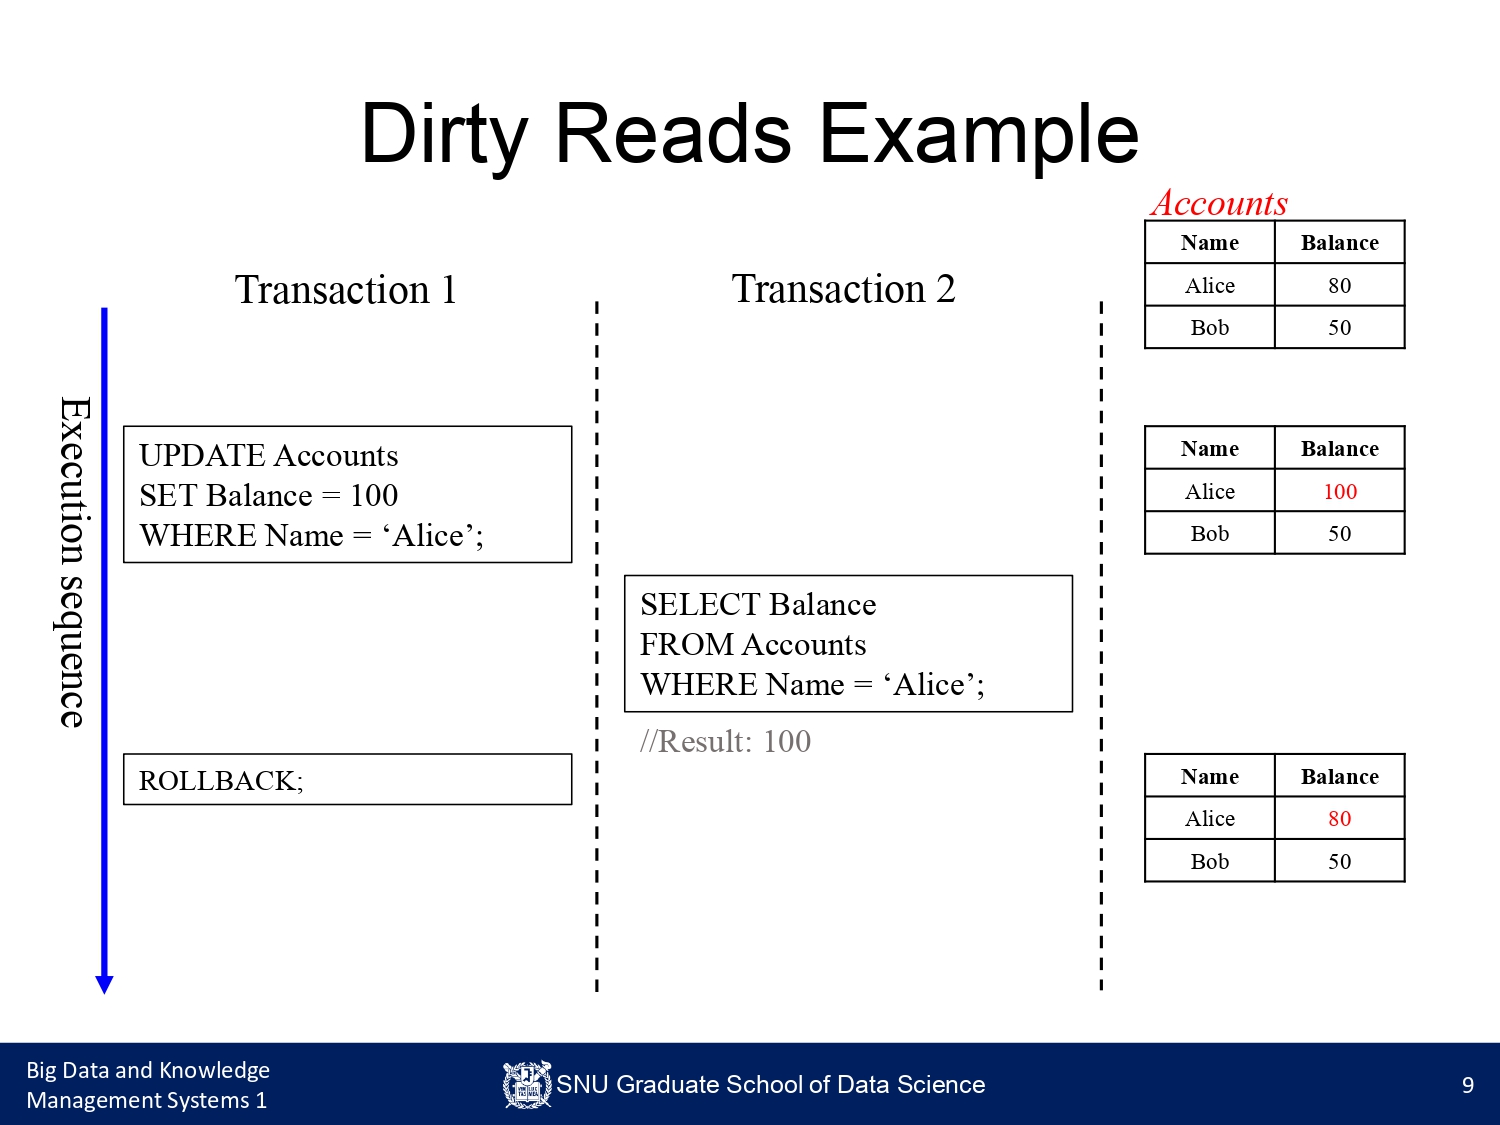 Dirty Reads Example
Accounts
Name Balance
Alice 80
Bob 50
Transaction 1
Transaction 2
Execution sequence
UPDATE Accounts
SET Balance = 100
WHERE Name = ‘Alice’;
Name Balance
Alice 100
Bob 50
SELECT Balance
FROM Accounts
WHERE Name = ‘Alice’;
//Result: 100
ROLLBACK;
Name Balance
Alice 80
Bob 50
Big Data and Knowledge
Management Systems 1
SNU Graduate School of Data Science
9